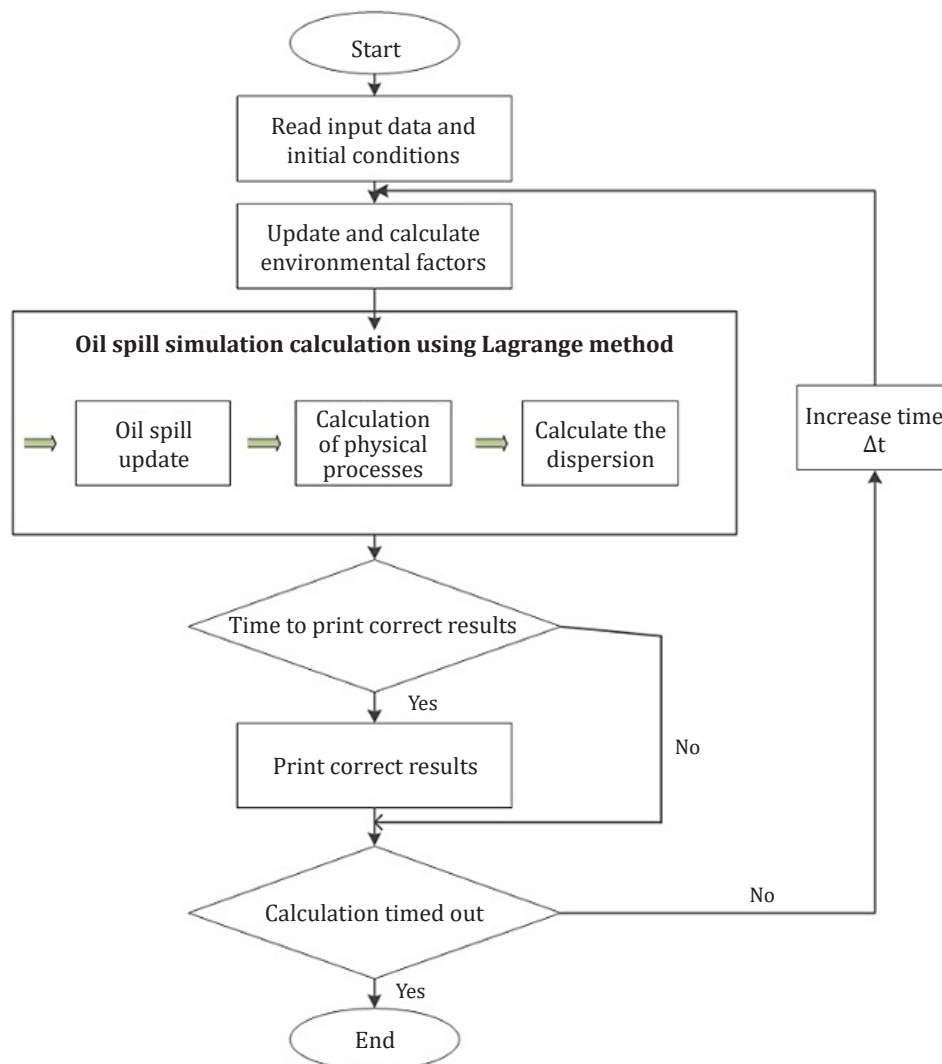 Start
Read input data and
initial conditions
Update and calculate
environmental factors
Oil spill simulation calculation using Lagrange method
Oil spill
update
Calculation
of physical
processes
Calculate the
dispersion
Increase time
Δt
Time to print correct results
Yes
No
Print correct results
Calculation timed out
No
Yes
End